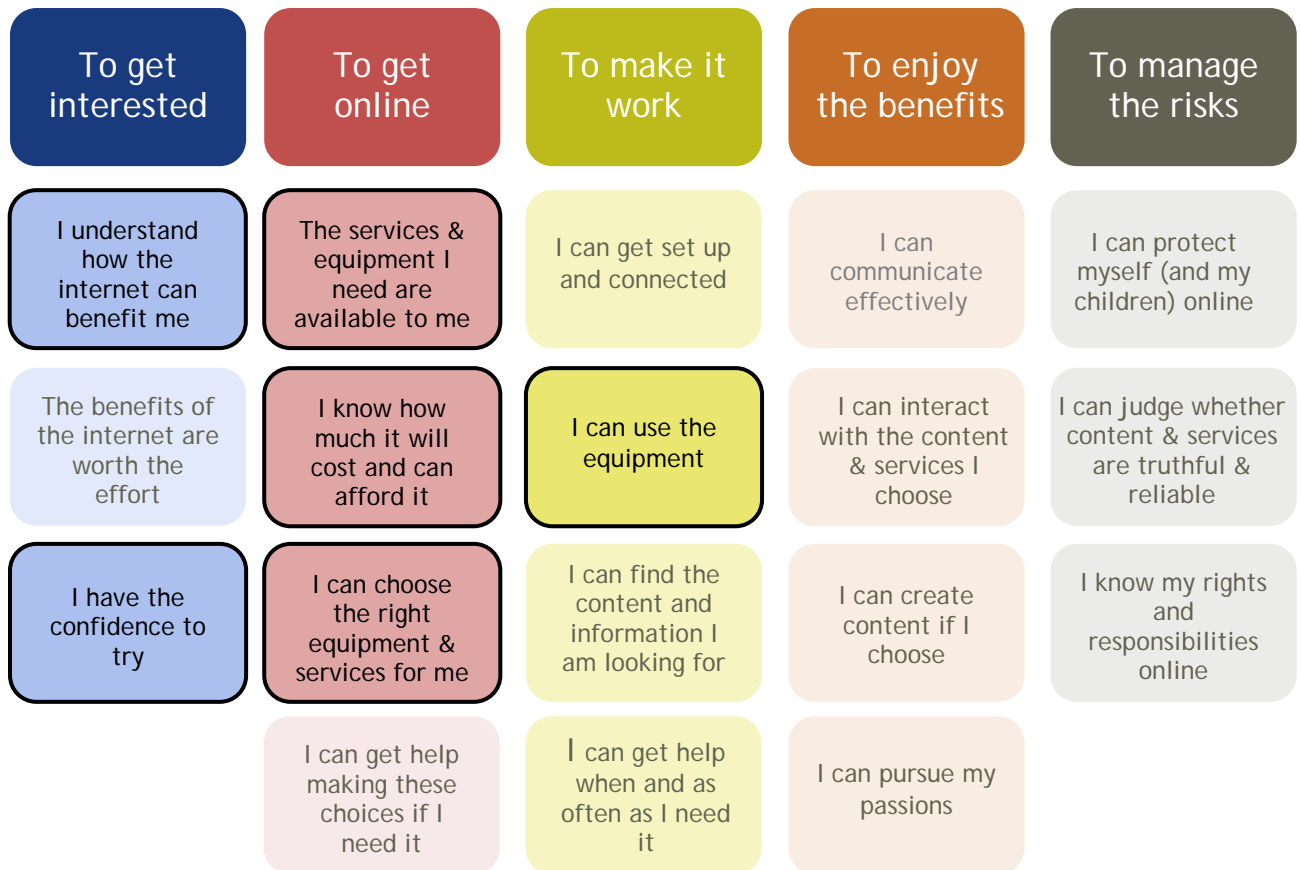 To get
interested
To get
online
To make it
work
To enjoy
the benefits
To manage
the risks
I understand
how the
internet can
benefit me
The services &
equipment I
need are
available to me
I can get set up
and connected
I can
communicate
effectively
I can protect
myself (and my
children) online
The benefits of
the internet are
worth the
effort
I know how
much it will
cost and can
afford it
I can use the
equipment
I can interact
with the content
& services I
choose
I can judge whether
content & services
are truthful &
reliable
I have the
confidence to
try
I can choose
the right
equipment &
services for me
I can find the
content and
information I
am looking for
I can create
content if I
choose
I know my rights
and
responsibilities
online
I can get help
making these
choices if I
need it
I can get help
when and as
often as I need
it
I can pursue my
passions